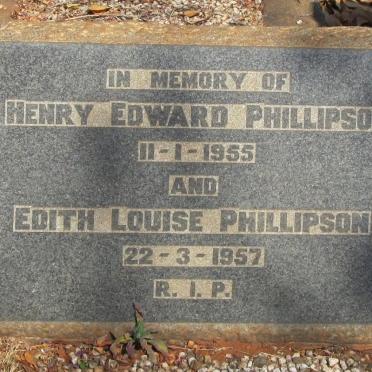 IN MEMORY OF
HENRY EDWARD PHILLIPSO
11-1-1955
AND
EDITH LOUISE PHILLIPSON
22-3-1957
R.I.P.